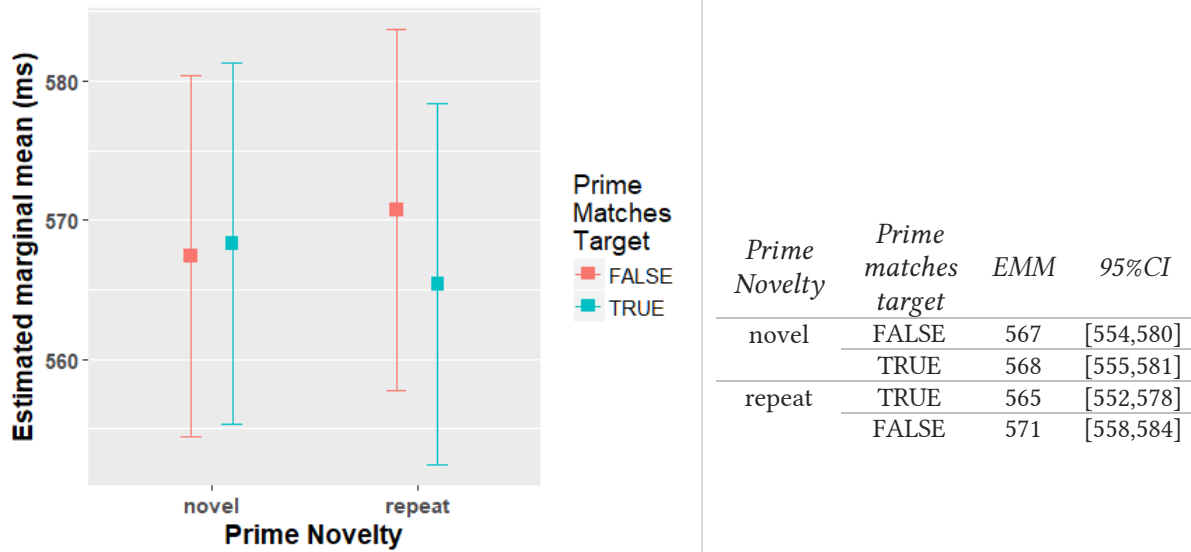 Estimated marginal mean (ms)
580
570
560
novel
repeat
Prime Novelty
Prime
Matches
Target
FALSE
TRUE
Prime Novelty
Prime matches target
EMM
95%CI
novel FALSE 567 [554,580]
TRUE 568 [555,581]
repeat TRUE 565 [552,578]
FALSE 571 [558,584]